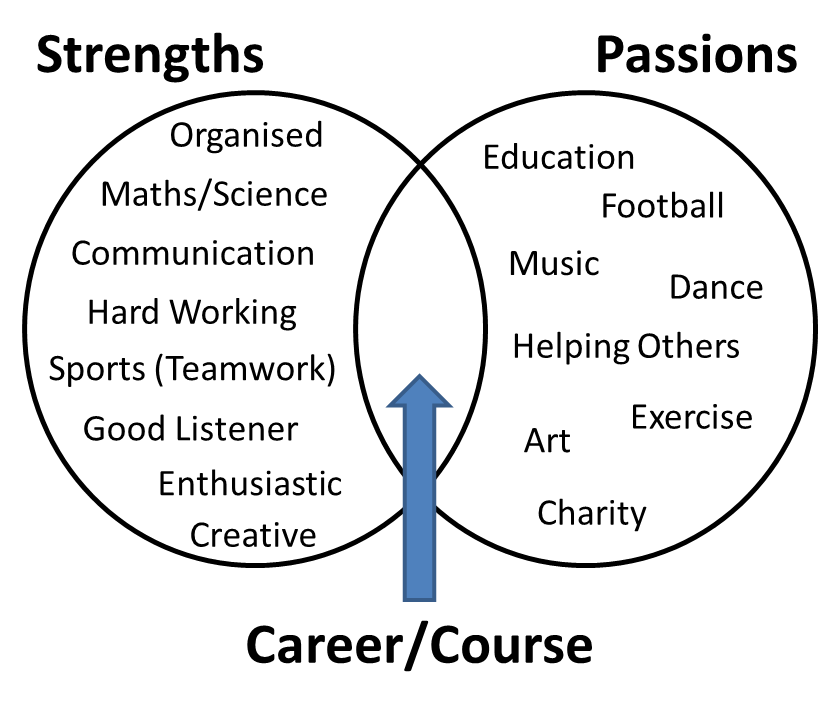 Strengths
Passions
Organised
Maths/Science
Communication
Hard Working
Sports (Teamwork)
Good Listener
Enthusiastic
Creative
Education
Football
Music
Dance
Helping Others
Exercise
Art
Charity
Career/Course